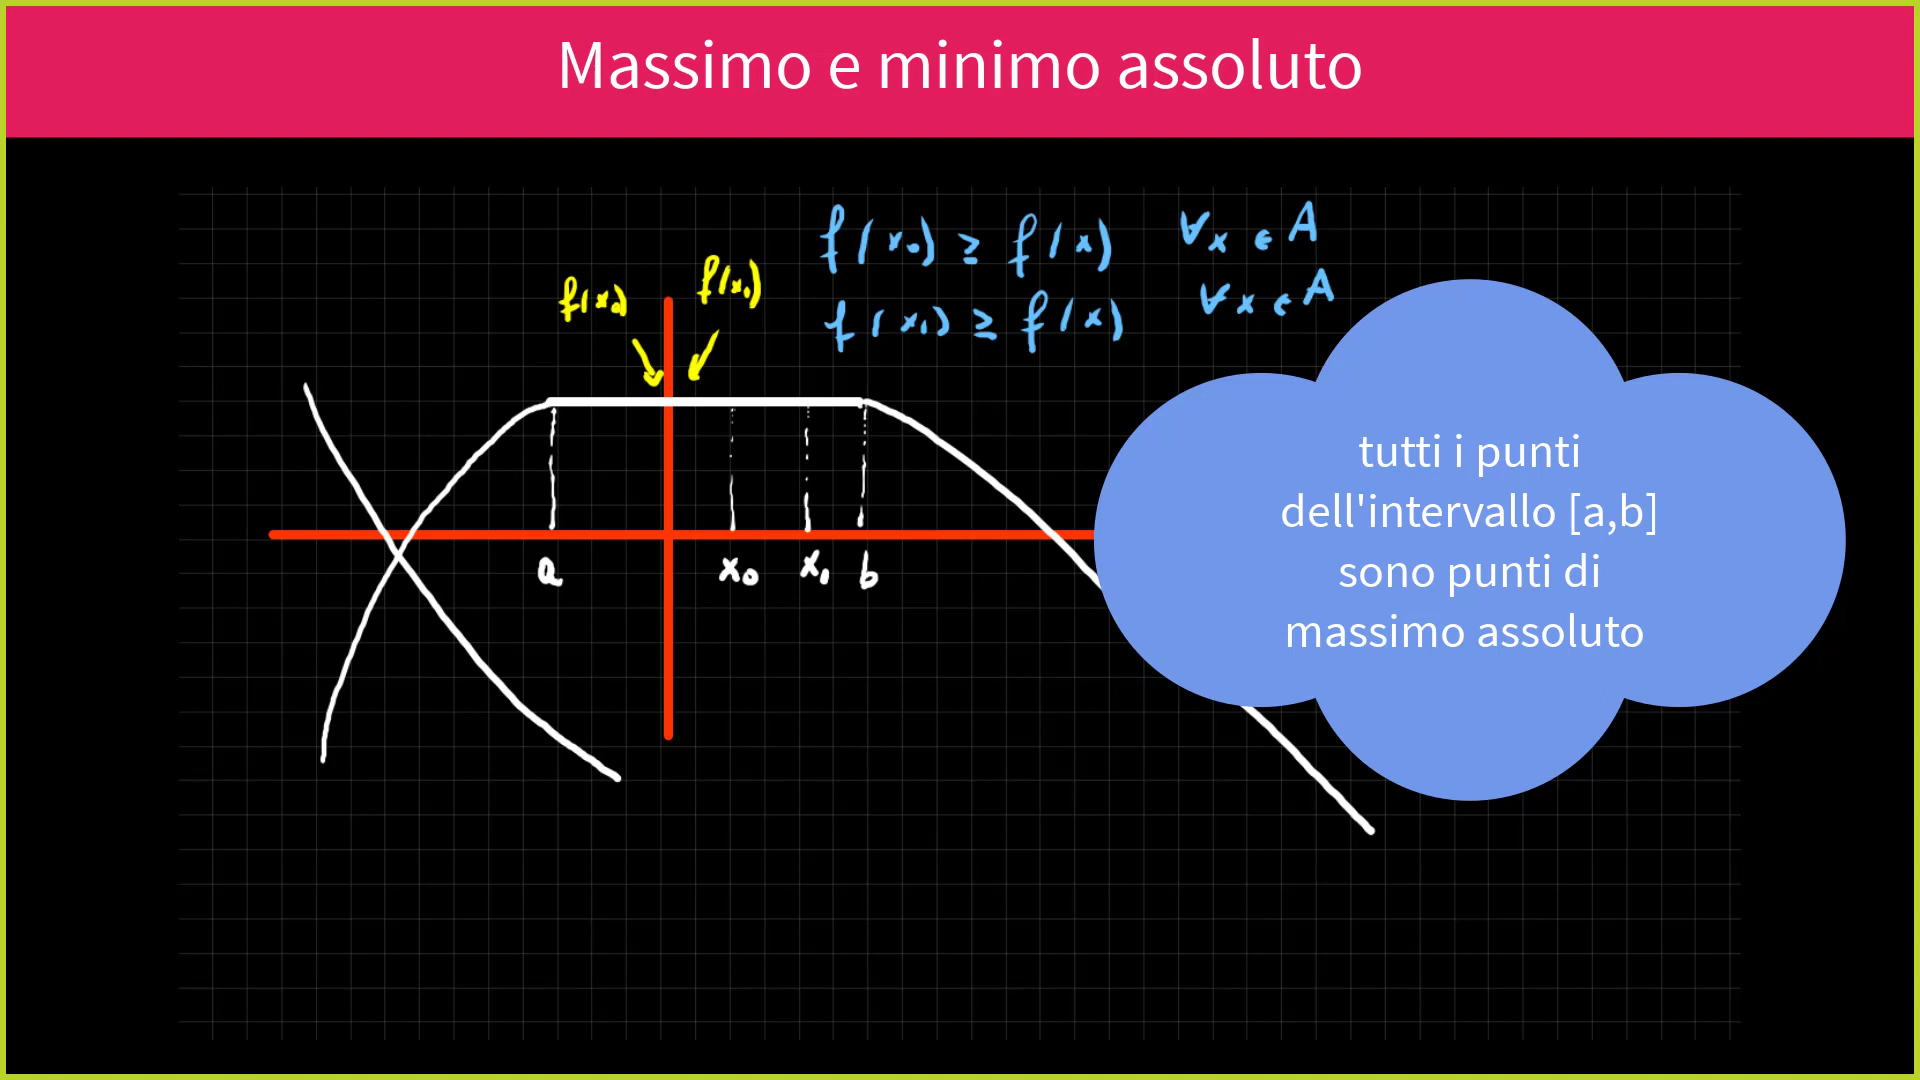 Massimo e minimo assoluto
f(x₀) ≥ f(x) ∀x ∈ A
f(x₁) ≥ f(x) ∀x ∈ A
f(x₀) f(x₁)
tutti i punti
dell'intervallo [a,b]
sono punti di
massimo assoluto
a x₀ x₁ b